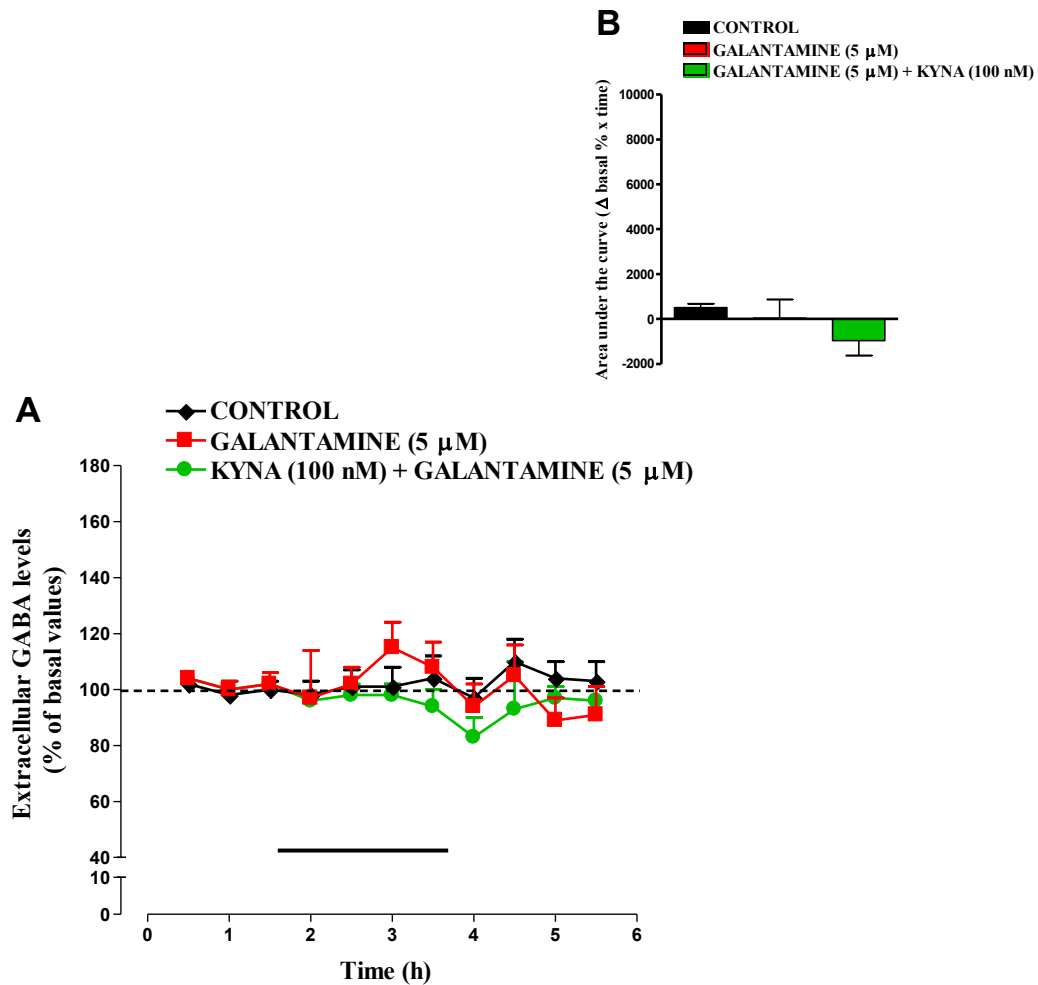 B
CONTROL
GALANTAMINE (5 μM)
GALANTAMINE (5 μM) + KYNA (100 nM)
Area under the curve (Δ basal % x time)
10000
8000
6000
4000
2000
0
-2000
A
CONTROL
GALANTAMINE (5 μM)
KYNA (100 nM) + GALANTAMINE (5 μM)
Extracellular GABA levels
(% of basal values)
180
160
140
120
100
80
60
40
10
0
0 1 2 3 4 5 6
Time (h)